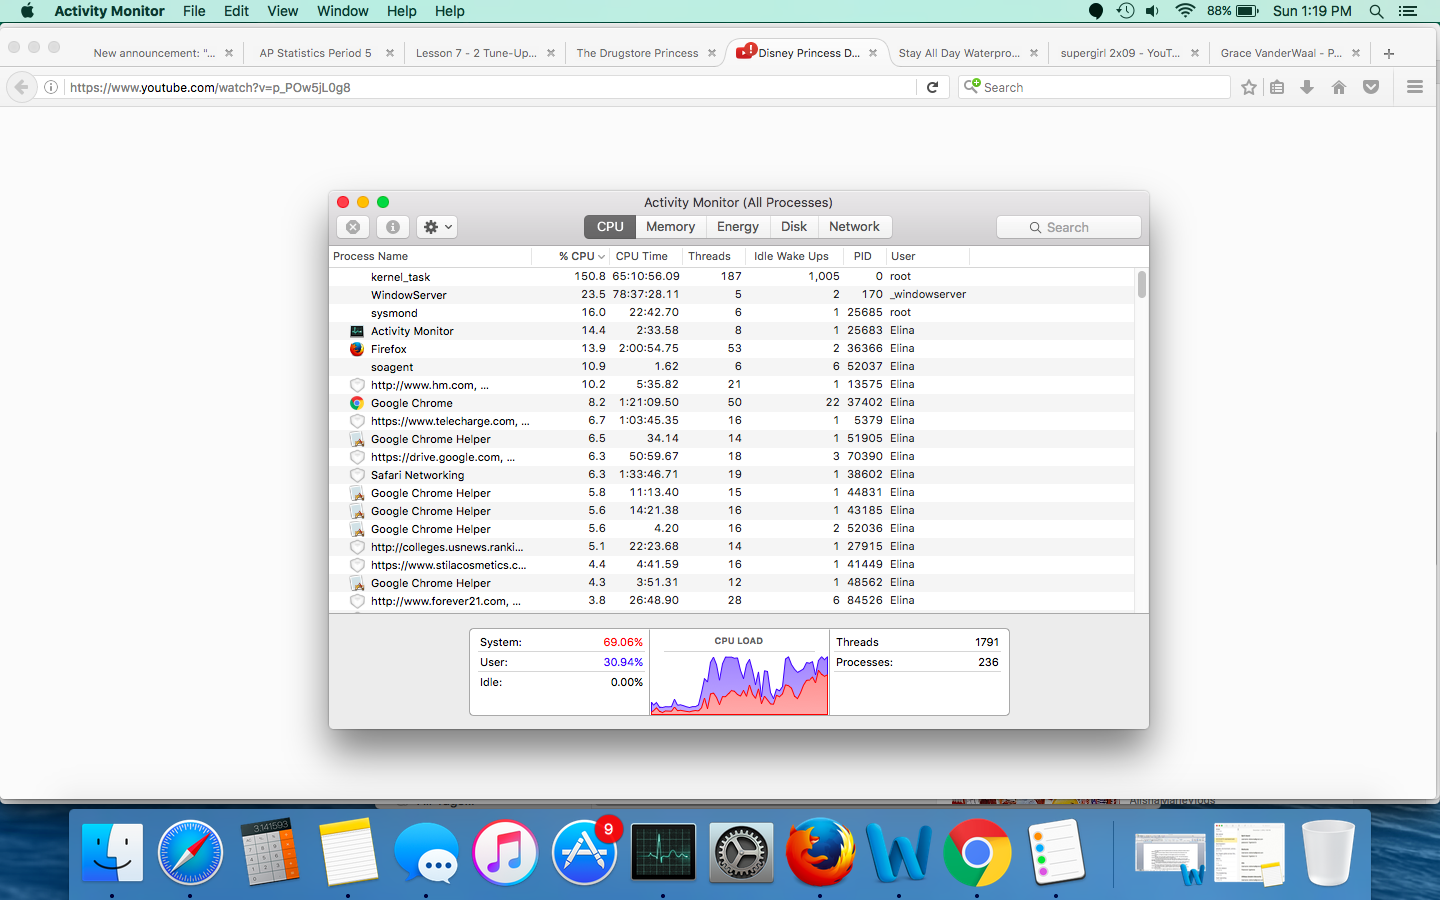 Activity Monitor File Edit View Window Help Help 88% Sun 1:19 PM
New announcement: "... AP Statistics Period 5 Lesson 7 - 2 Tune-Up... The Drugstore Princess Disney Princess D... Stay All Day Waterpro... supergirl 2x09 - YouT... Grace VanderWaal - P...
https://www.youtube.com/watch?v=p_POw5jL0g8 Search
Activity Monitor (All Processes)
CPU Memory Energy Disk Network Search
Process Name % CPU CPU Time Threads Idle Wake Ups PID User
kernel_task 150.8 65:10:56.09 187 1,005 0 root
WindowServer 23.5 78:37:28.11 5 2 170 _windowserver
sysmond 16.0 22:42.70 6 1 25685 root
Activity Monitor 14.4 2:33.58 8 1 25683 Elina
Firefox 13.9 2:00:54.75 53 2 36366 Elina
soagent 10.9 1.62 6 6 52037 Elina
http://www.hm.com, ... 10.2 5:35.82 21 1 13575 Elina
Google Chrome 8.2 1:21:09.50 50 22 37402 Elina
https://www.telecharge.com, ... 6.7 1:03:45.35 16 1 5379 Elina
Google Chrome Helper 6.5 34.14 14 1 51905 Elina
https://drive.google.com, ... 6.3 50:59.67 18 3 70390 Elina
Safari Networking 6.3 1:33:46.71 19 1 38602 Elina
Google Chrome Helper 5.8 11:13.40 15 1 44831 Elina
Google Chrome Helper 5.6 14:21.38 16 1 43185 Elina
Google Chrome Helper 5.6 4.20 16 2 52036 Elina
http://colleges.usnews.ranki... 5.1 22:23.68 14 1 27915 Elina
https://www.stilacosmetics.c... 4.4 4:41.59 16 1 41449 Elina
Google Chrome Helper 4.3 3:51.31 12 1 48562 Elina
http://www.forever21.com, ... 3.8 26:48.90 28 6 84526 Elina
System: 69.06% CPU LOAD Threads 1791
User: 30.94% Processes: 236
Idle: 0.00%
AlishaMarieVlogs
3.141593
9